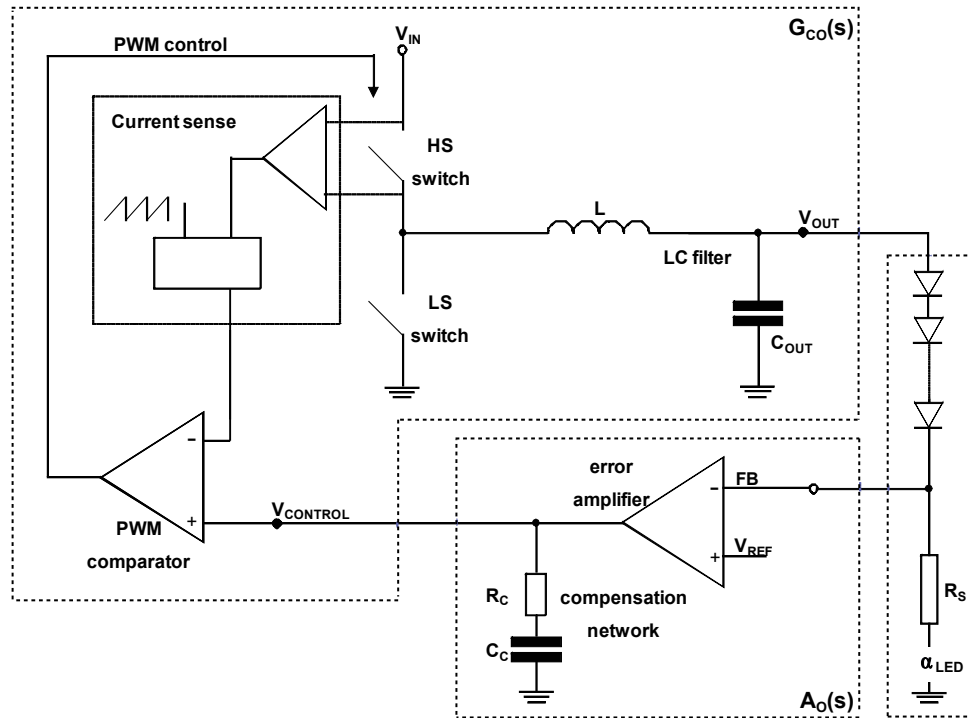 G_CO(s)
V_IN
PWM control
Current sense
HS
switch
L
V_OUT
LC filter
LS
switch
C_OUT
error
amplifier
FB
-
-
V_CONTROL
+
PWM
comparator
+
V_REF
R_C
compensation
network
R_S
C_C
α_LED
A_O(s)